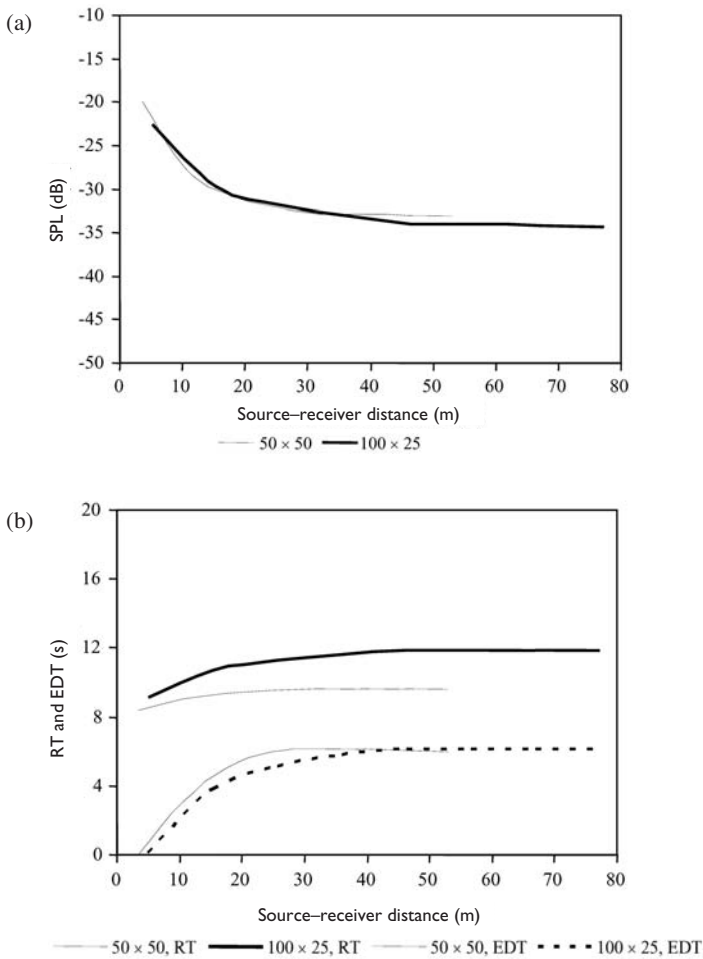 (a)
-10
-15
-20
-25
-30
-35
-40
-45
-50
SPL (dB)
0 10 20 30 40 50 60 70 80
Source–receiver distance (m)
50 × 50 100 × 25
(b)
20
16
12
8
4
0
RT and EDT (s)
0 10 20 30 40 50 60 70 80
Source–receiver distance (m)
50 × 50, RT 100 × 25, RT 50 × 50, EDT 100 × 25, EDT